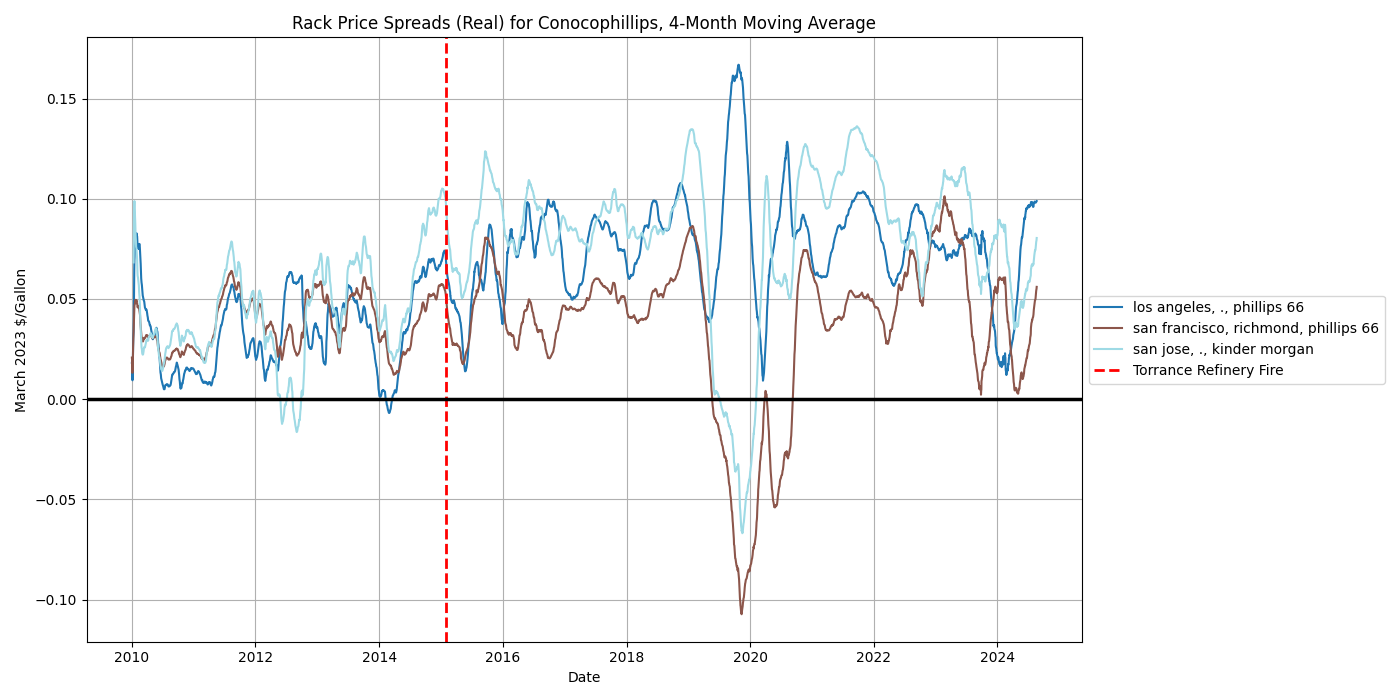 Rack Price Spreads (Real) for Conocophillips, 4-Month Moving Average
March 2023 $/Gallon
0.15
0.10
0.05
0.00
−0.05
−0.10
2010
2012
2014
2016
2018
2020
2022
2024
Date
los angeles, ., phillips 66
san francisco, richmond, phillips 66
san jose, ., kinder morgan
Torrance Refinery Fire